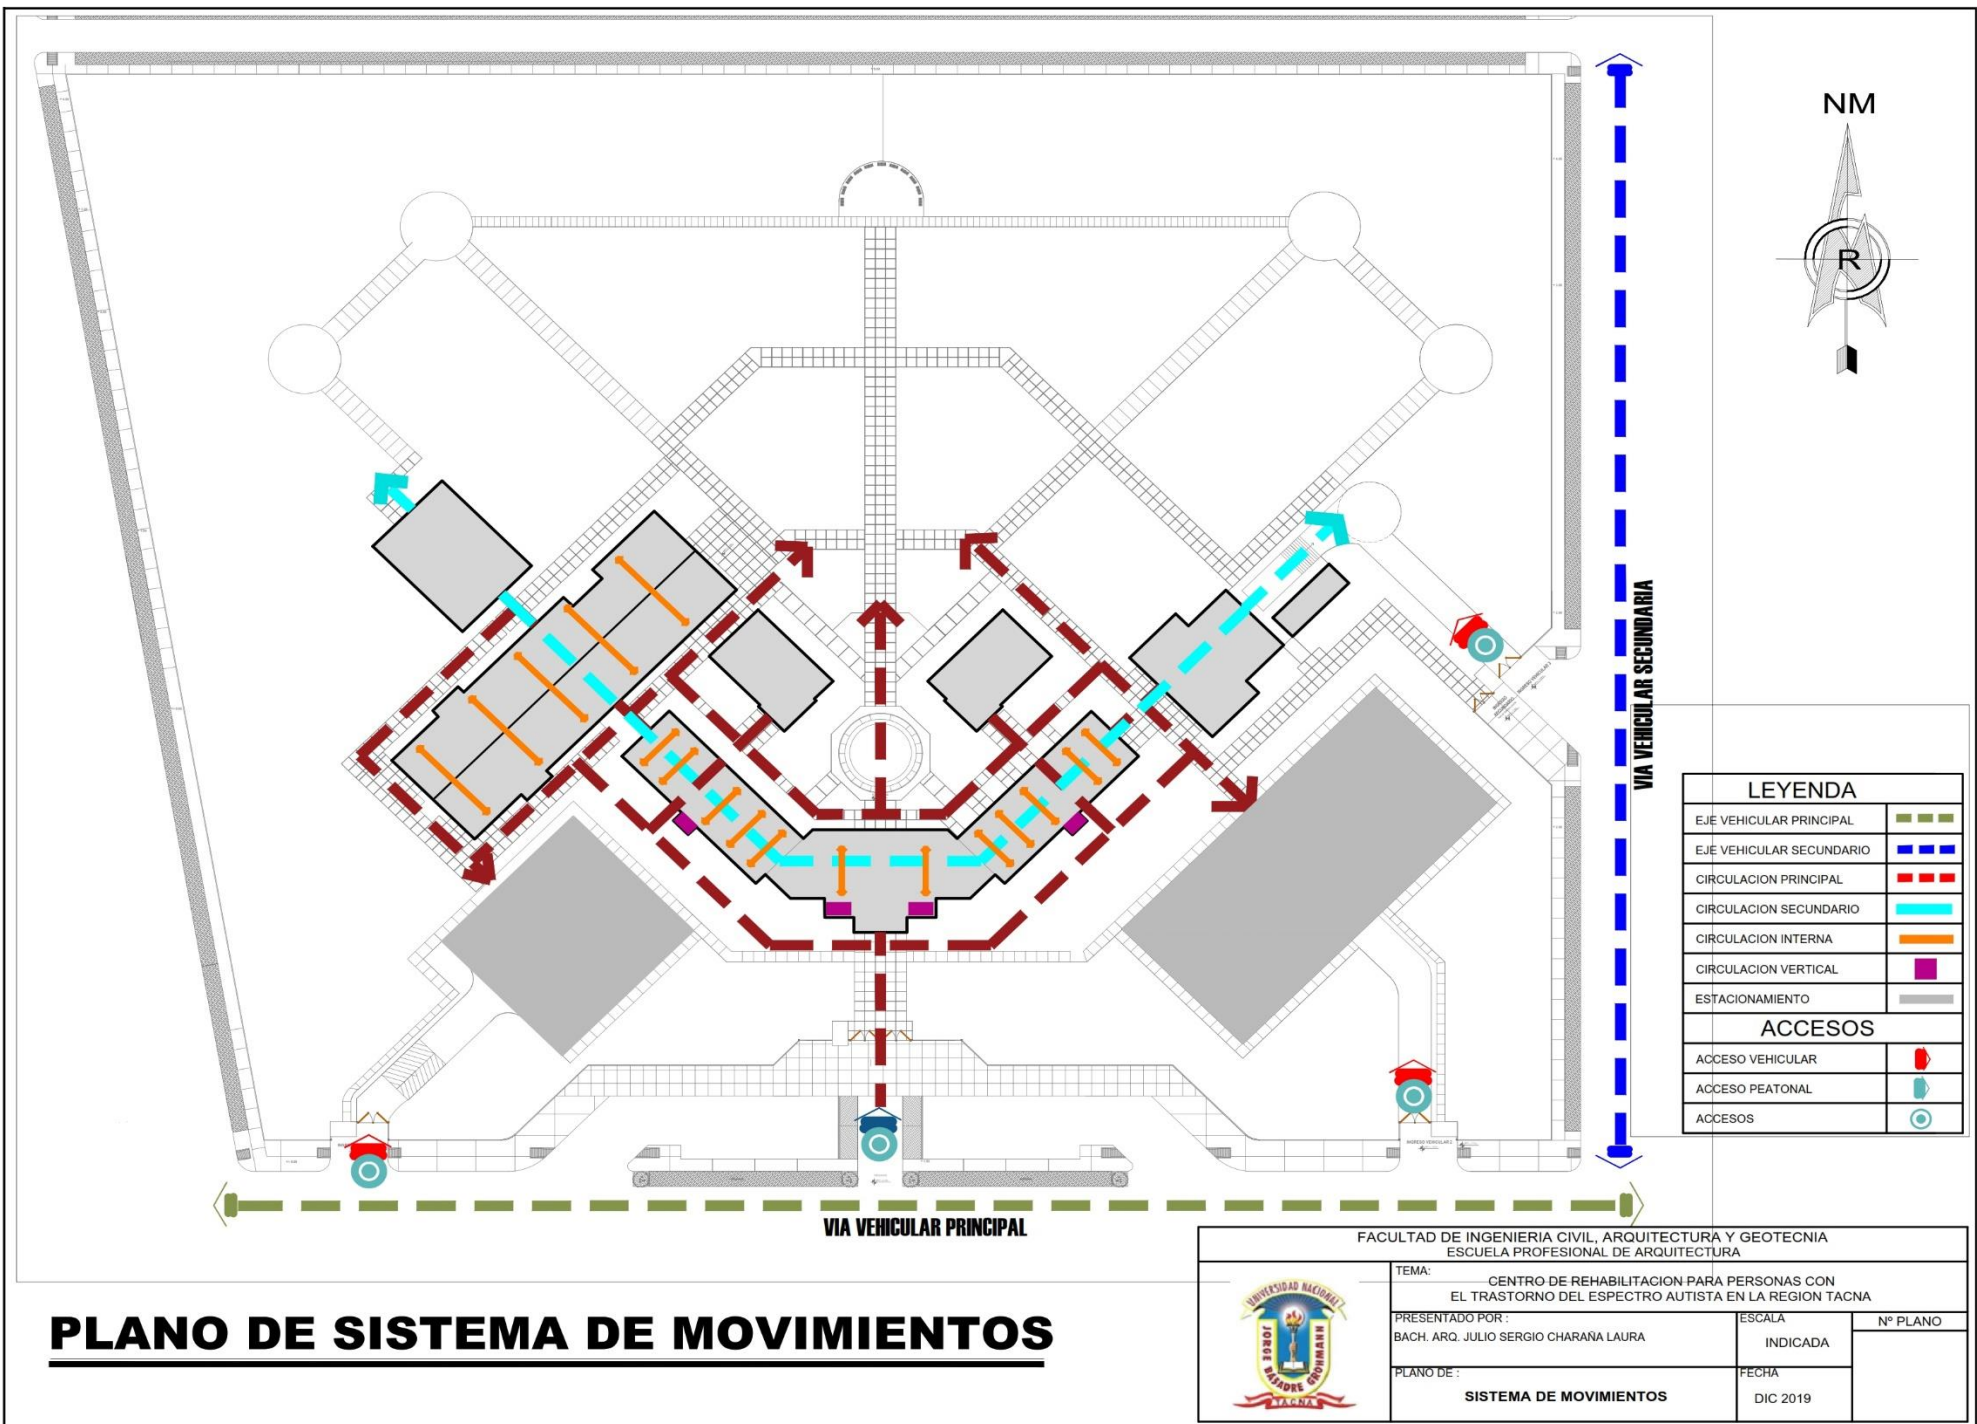 NM
R
VIA VEHICULAR SECUNDARIA
LEYENDA
EJE VEHICULAR PRINCIPAL
EJE VEHICULAR SECUNDARIO
CIRCULACION PRINCIPAL
CIRCULACION SECUNDARIO
CIRCULACION INTERNA
CIRCULACION VERTICAL
ESTACIONAMIENTO
ACCESOS
ACCESO VEHICULAR
ACCESO PEATONAL
ACCESOS
INGRESO VEHICULAR 2
VIA VEHICULAR PRINCIPAL
FACULTAD DE INGENIERIA CIVIL, ARQUITECTURA Y GEOTECNIA
ESCUELA PROFESIONAL DE ARQUITECTURA
UNIVERSIDAD NACIONAL
JORGE BASADRE GROHMANN
TACNA
TEMA:
CENTRO DE REHABILITACION PARA PERSONAS CON
EL TRASTORNO DEL ESPECTRO AUTISTA EN LA REGION TACNA
PRESENTADO POR :
BACH. ARQ. JULIO SERGIO CHARAÑA LAURA
ESCALA
INDICADA
Nº PLANO
PLANO DE :
SISTEMA DE MOVIMIENTOS
FECHA
DIC 2019
PLANO DE SISTEMA DE MOVIMIENTOS